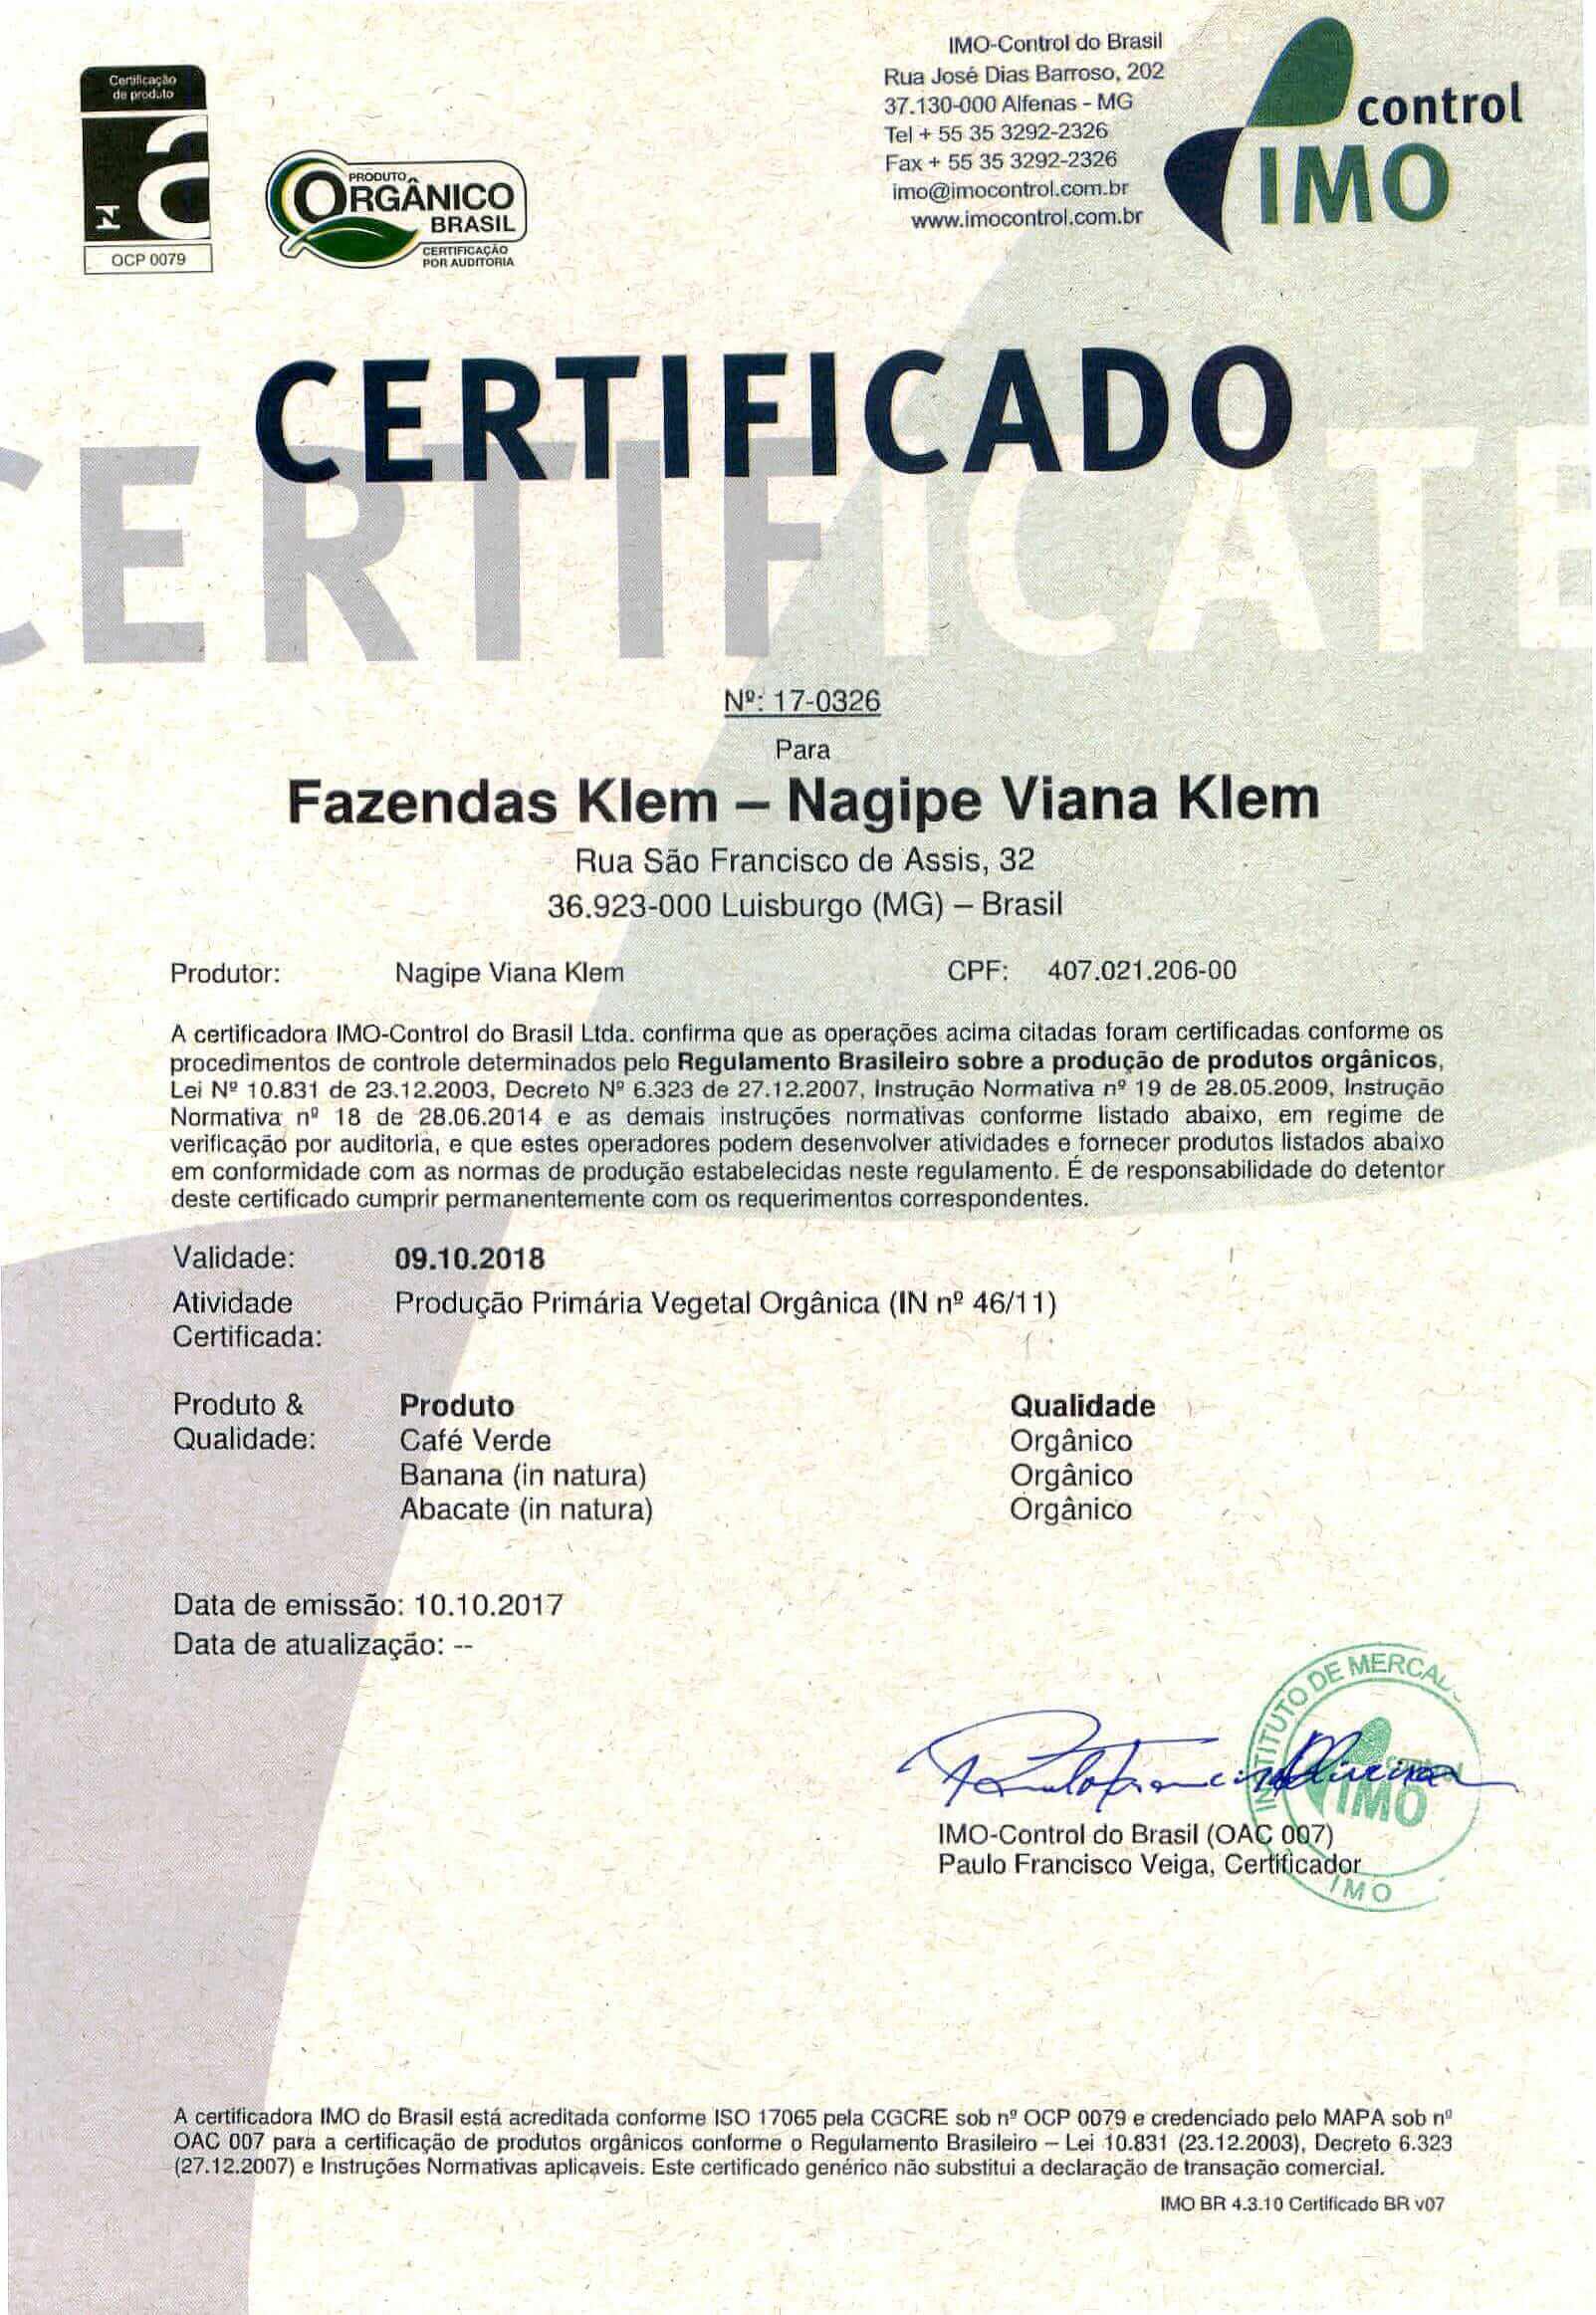 Certificação
de produto
OCP 0079
PRODUTO
ORGÂNICO
BRASIL
CERTIFICAÇÃO
POR AUDITORIA
IMO-Control do Brasil
Rua José Dias Barroso, 202
37.130-000 Alfenas - MG
Tel + 55 35 3292-2326
Fax + 55 35 3292-2326
imo@imocontrol.com.br
www.imocontrol.com.br
control
IMO
CERTIFICADO
CERTIFICATE
Nº: 17-0326
Para
Fazendas Klem – Nagipe Viana Klem
Rua São Francisco de Assis, 32
36.923-000 Luisburgo (MG) – Brasil
Produtor: Nagipe Viana Klem CPF: 407.021.206-00
A certificadora IMO-Control do Brasil Ltda. confirma que as operações acima citadas foram certificadas conforme os
procedimentos de controle determinados pelo Regulamento Brasileiro sobre a produção de produtos orgânicos,
Lei Nº 10.831 de 23.12.2003, Decreto Nº 6.323 de 27.12.2007, Instrução Normativa nº 19 de 28.05.2009, Instrução
Normativa nº 18 de 28.06.2014 e as demais instruções normativas conforme listado abaixo, em regime de
verificação por auditoria, e que estes operadores podem desenvolver atividades e fornecer produtos listados abaixo
em conformidade com as normas de produção estabelecidas neste regulamento. É de responsabilidade do detentor
deste certificado cumprir permanentemente com os requerimentos correspondentes.
Validade: 09.10.2018
Atividade Produção Primária Vegetal Orgânica (IN nº 46/11)
Certificada:
Produto & Produto Qualidade
Qualidade: Café Verde Orgânico
Banana (in natura) Orgânico
Abacate (in natura) Orgânico
Data de emissão: 10.10.2017
Data de atualização: --
INSTITUTO DE MERCAD
control
IMO
IMO-Control do Brasil (OAC 007)
Paulo Francisco Veiga, Certificador
IMO
A certificadora IMO do Brasil está acreditada conforme ISO 17065 pela CGCRE sob nº OCP 0079 e credenciado pelo MAPA sob nº
OAC 007 para a certificação de produtos orgânicos conforme o Regulamento Brasileiro – Lei 10.831 (23.12.2003), Decreto 6.323
(27.12.2007) e Instruções Normativas aplicaveis. Este certificado genérico não substitui a declaração de transação comercial.
IMO BR 4.3.10 Certificado BR v07